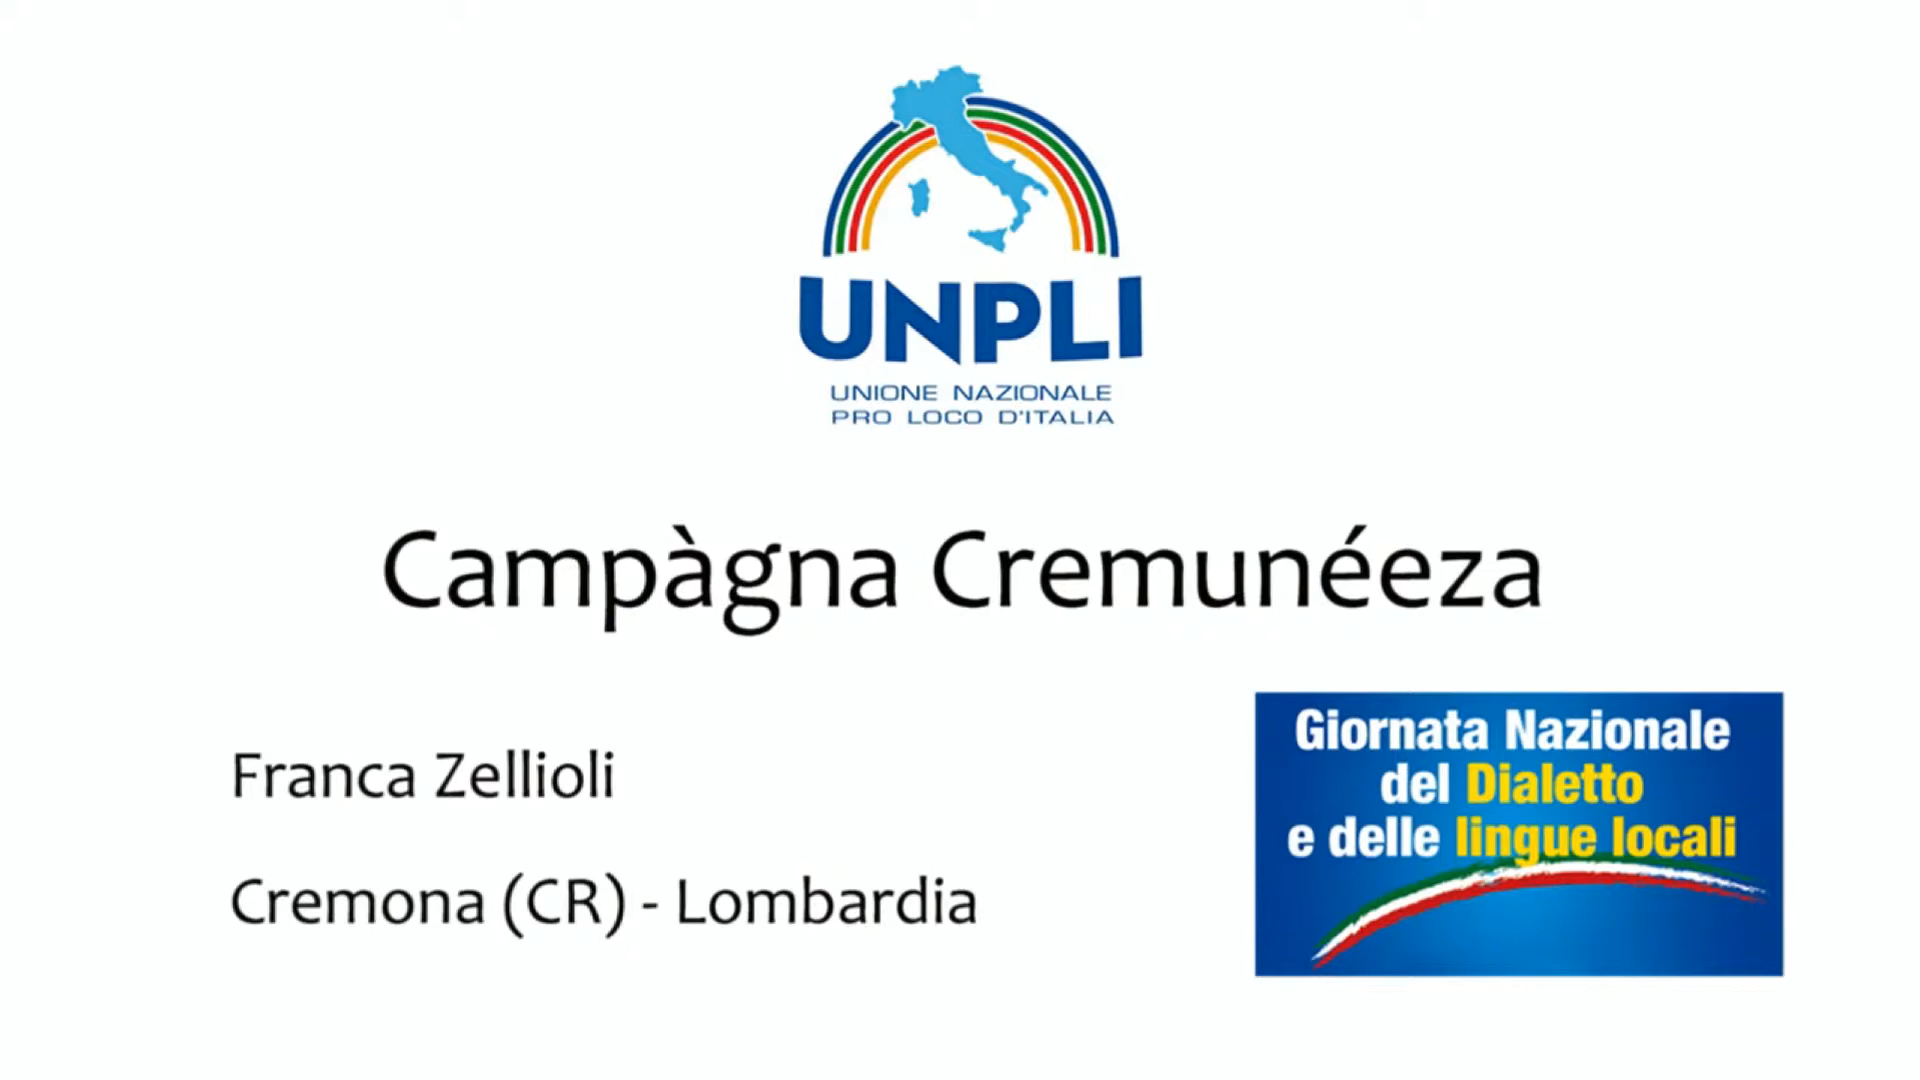 UNPLI
UNIONE NAZIONALE
PRO LOCO D'ITALIA
Campàgna Cremunéeza
Franca Zellioli
Cremona (CR) - Lombardia
Giornata Nazionale
del Dialetto
e delle lingue locali